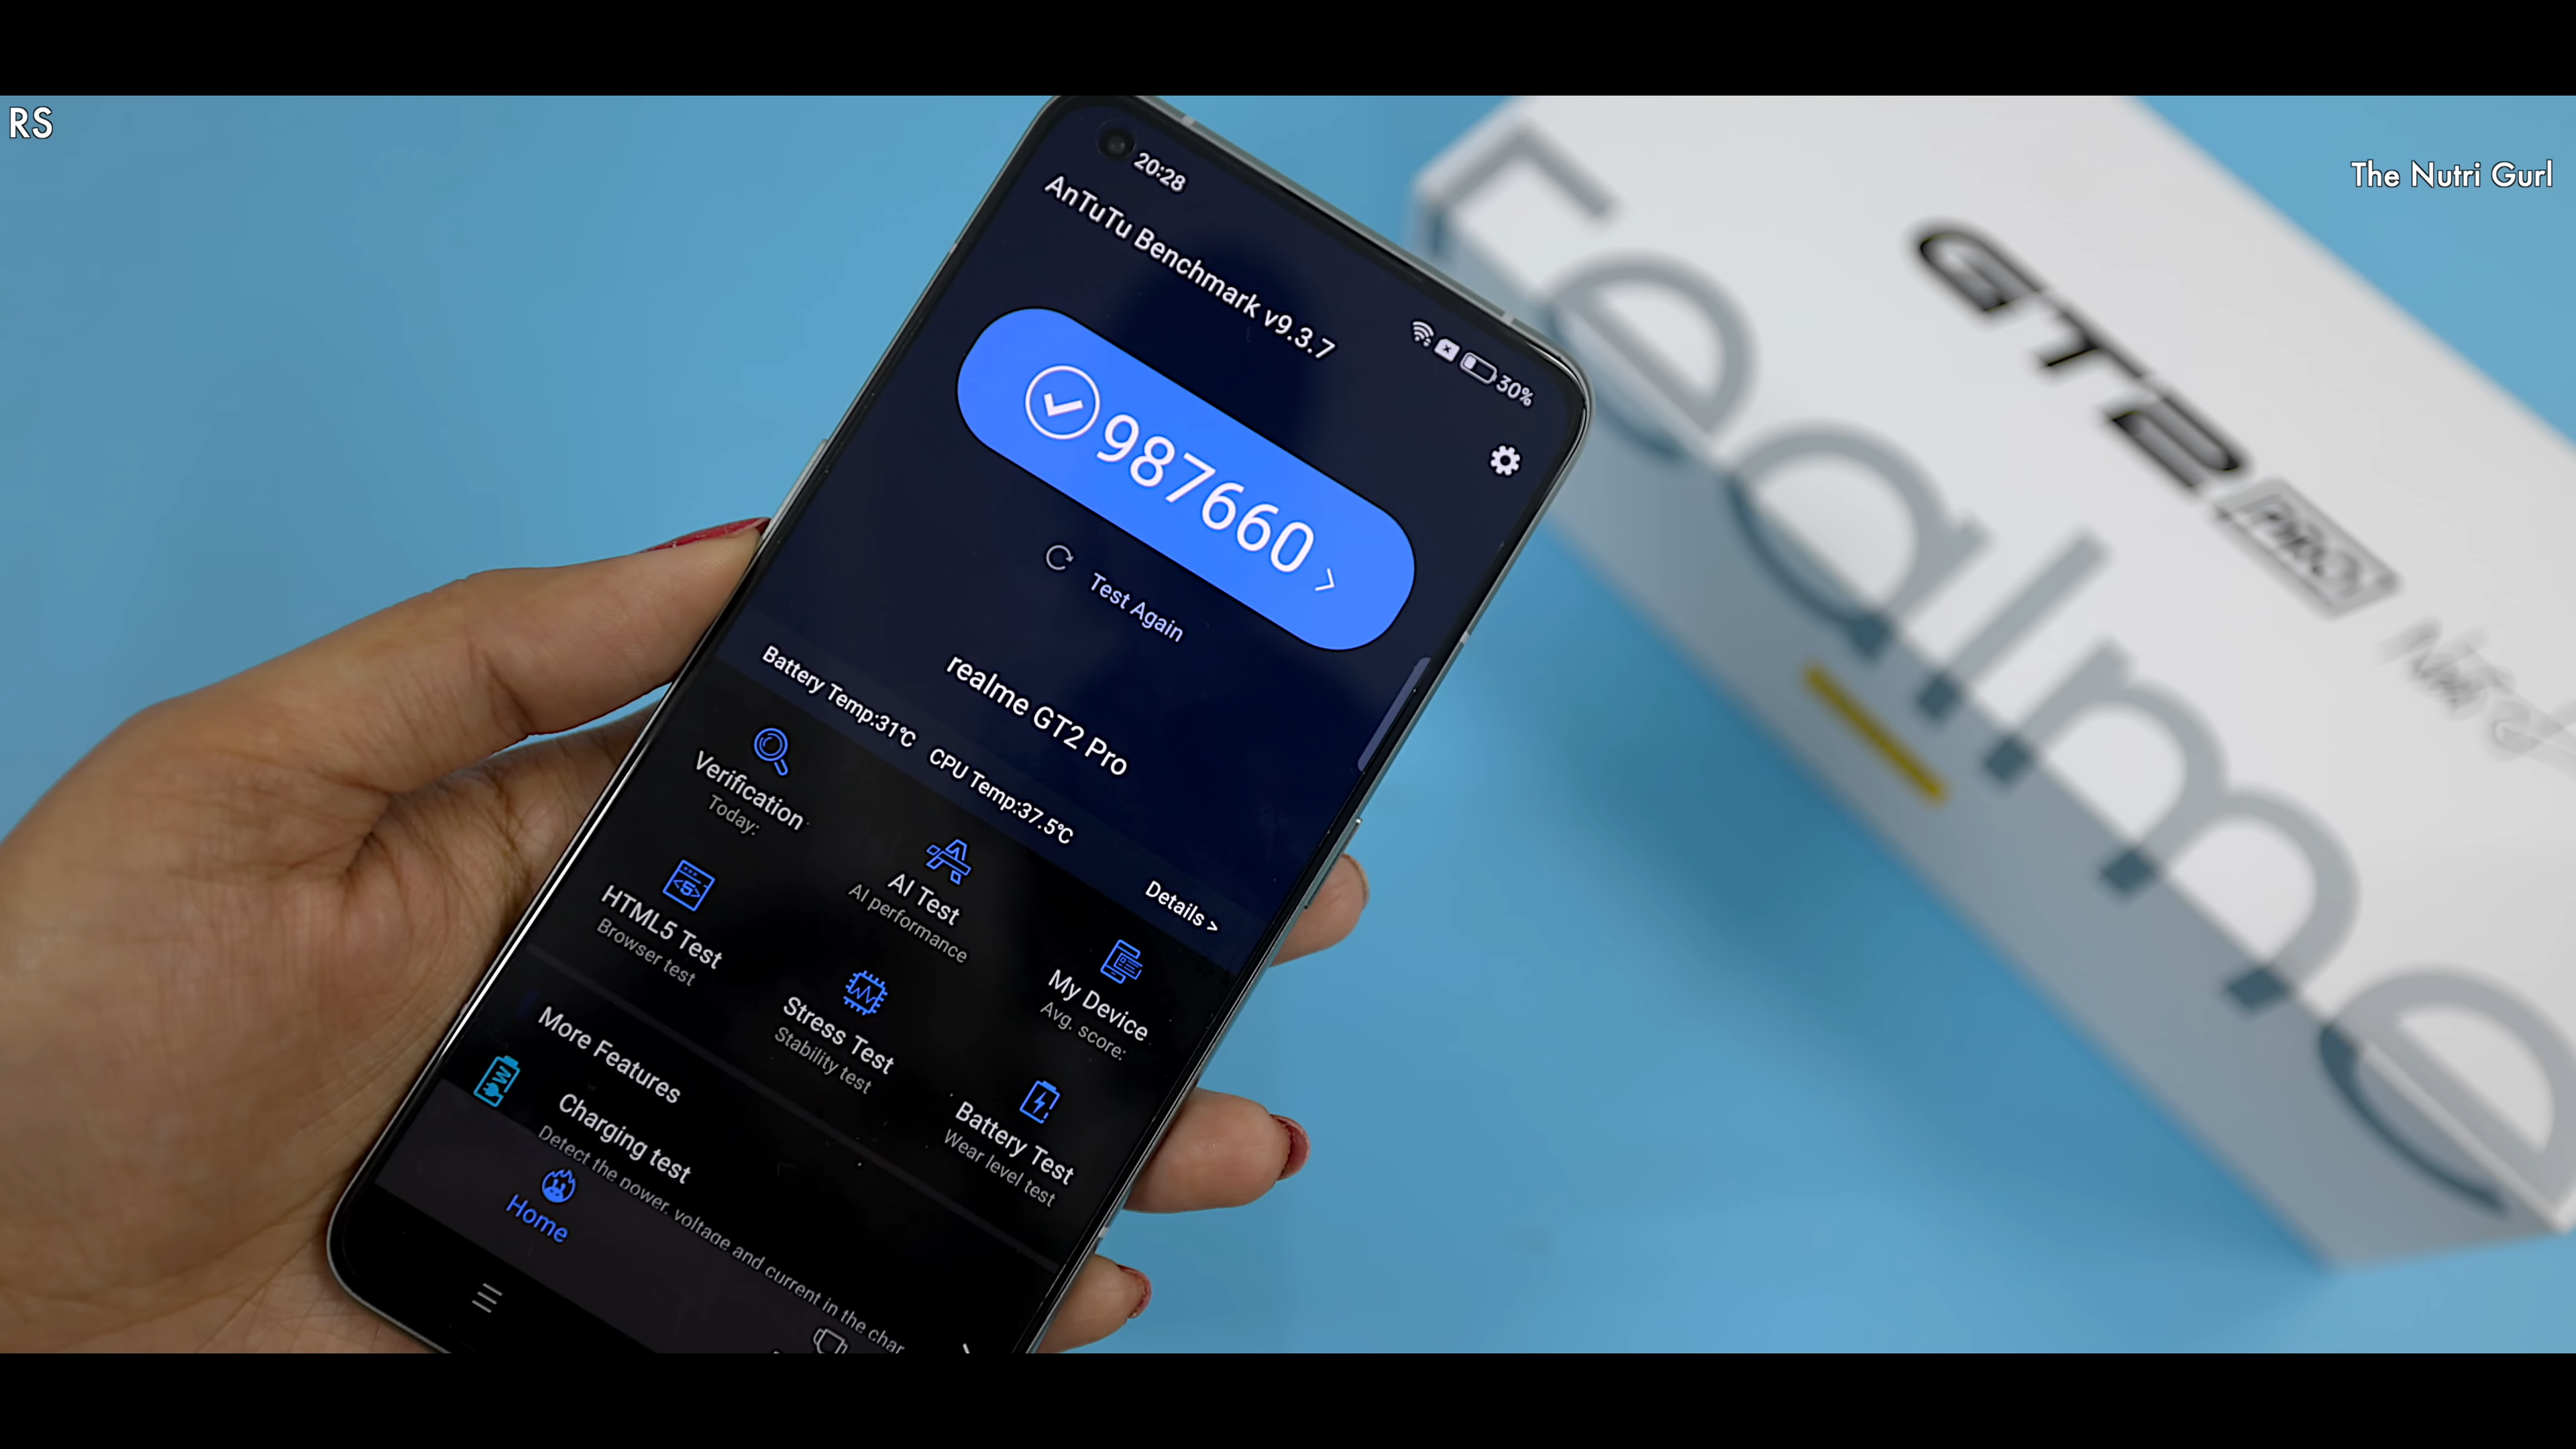 RS
The Nutri Gurl
20:28
30%
AnTuTu Benchmark v9.3.7
987660
Test Again
realme GT2 Pro
Battery Temp:31℃ CPU Temp:37.5℃
Details >
Verification
Today:
AI Test
AI performance
My Device
Avg. score:
HTML5 Test
Browser test
Stress Test
Stability test
Battery Test
Wear level test
More Features
Charging test
Detect the power, voltage and current in the char
Home
GT2
PRO
realme